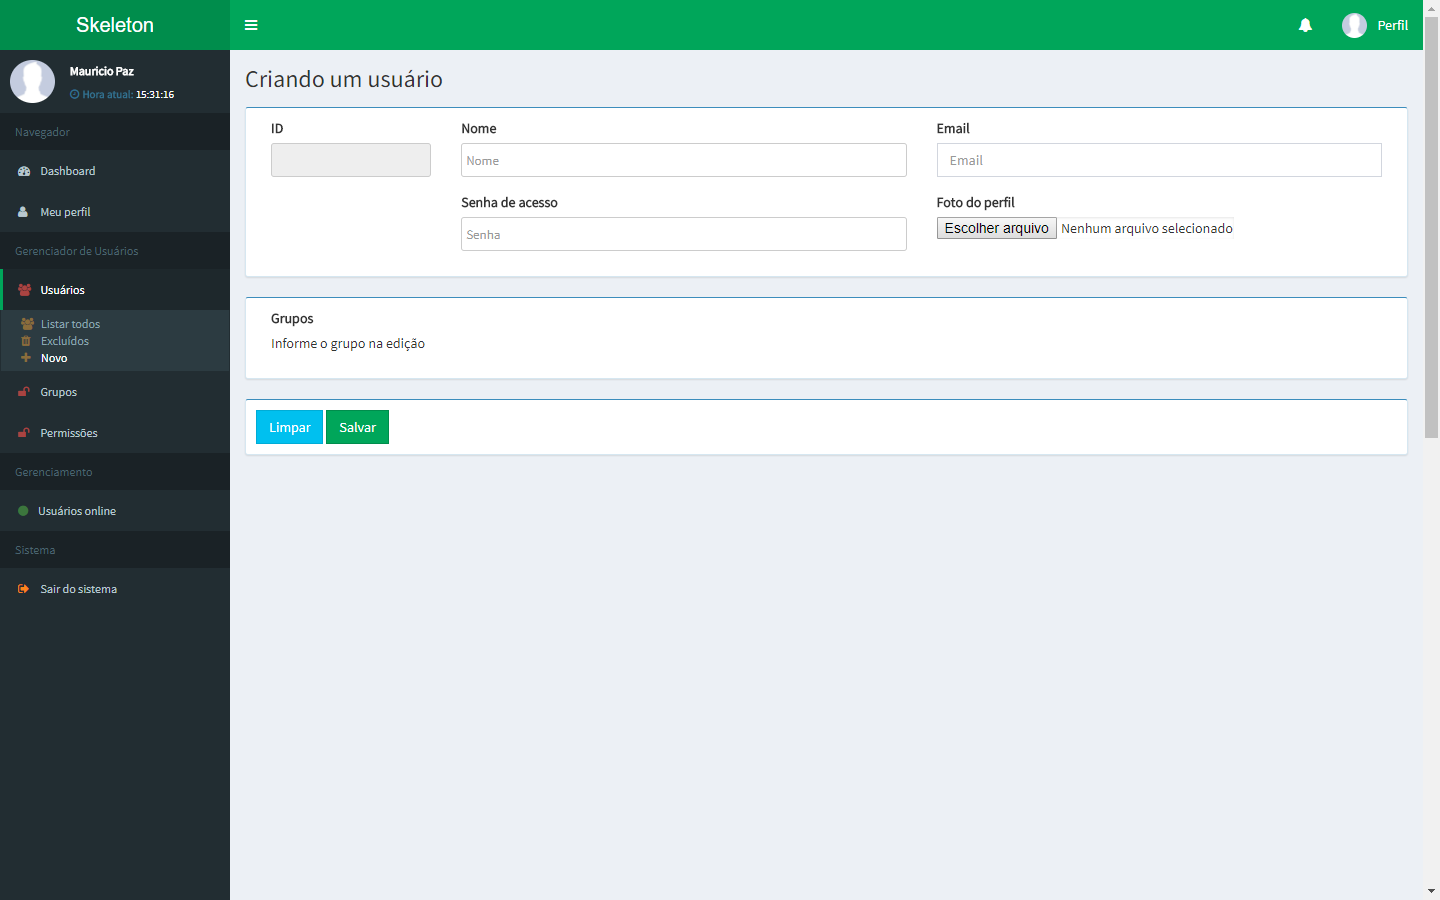 Skeleton
Perfil
Mauricio Paz
Hora atual: 15:31:16
Navegador
Dashboard
Meu perfil
Gerenciador de Usuários
Usuários
Listar todos
Excluídos
Novo
Grupos
Permissões
Gerenciamento
Usuários online
Sistema
Sair do sistema
Criando um usuário
ID
Nome
Email
Nome
Email
Senha de acesso
Foto do perfil
Senha
Escolher arquivo Nenhum arquivo selecionado
Grupos
Informe o grupo na edição
Limpar
Salvar